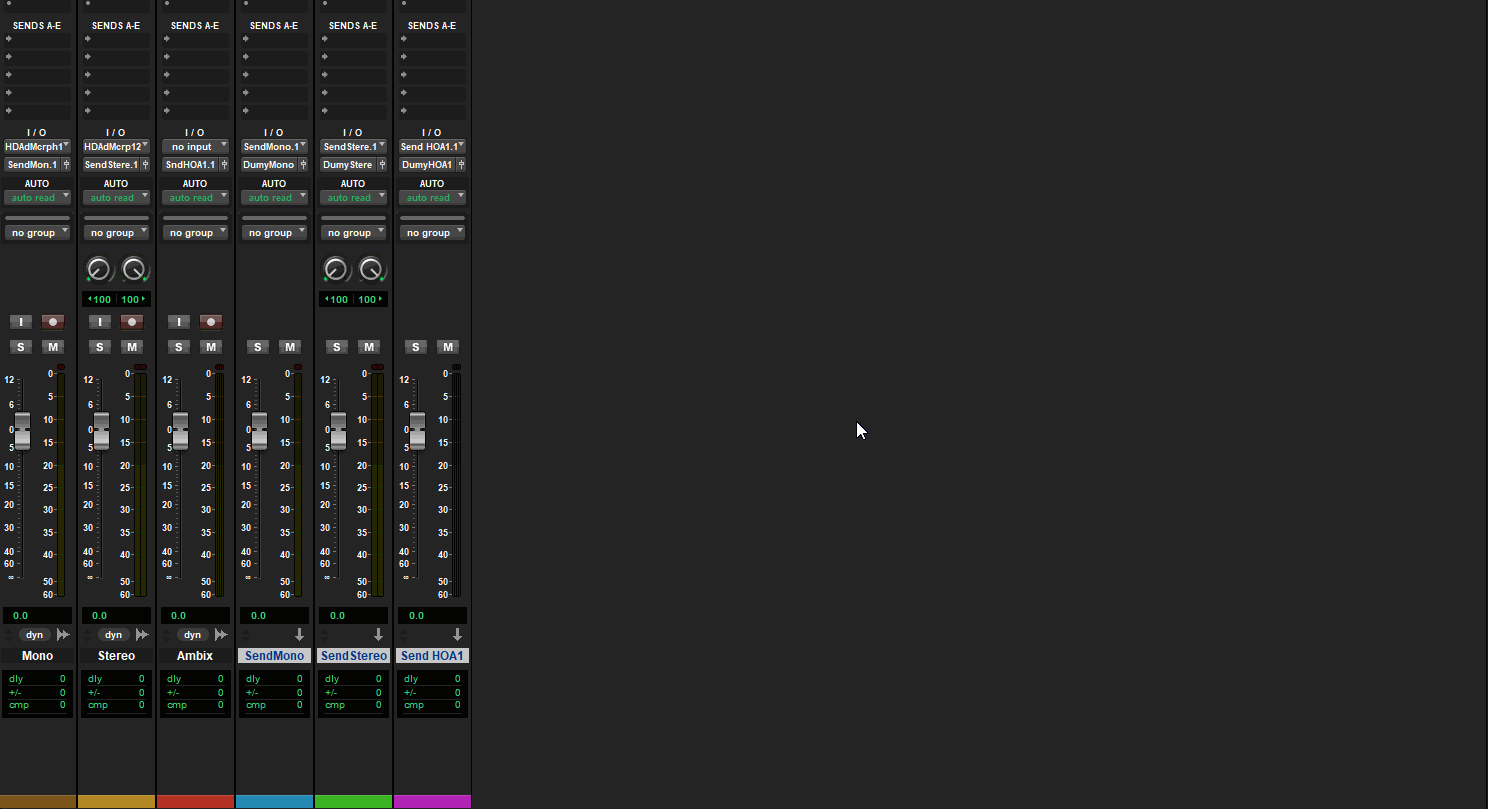 SENDS A-E SENDS A-E SENDS A-E SENDS A-E SENDS A-E SENDS A-E
I / O I / O I / O I / O I / O I / O
HDAdMcrph1 HDAdMcrp12 no input SendMono.1 SendStere.1 Send HOA1.1
SendMon.1 SendStere.1 SndHOA1.1 DumyMono DumyStere DumyHOA1
AUTO AUTO AUTO AUTO AUTO AUTO
auto read auto read auto read auto read auto read auto read
no group no group no group no group no group no group
100 100 100 100
I I I
S M S M S M S M S M S M
0 0 0 0 0 0
12 12 12 12 12 12
5 5 5 5 5 5
6 6 6 6 6 6
10 10 10 10 10 10
0 0 0 0 0 0
15 15 15 15 15 15
5 5 5 5 5 5
10 20 10 20 10 20 10 20 10 20 10 20
15 25 15 25 15 25 15 25 15 25 15 25
20 30 20 30 20 30 20 30 20 30 20 30
30 35 30 35 30 35 30 35 30 35 30 35
40 40 40 40 40 40 40 40 40 40 40 40
60 60 60 60 60 60
∞ 50 ∞ 50 ∞ 50 ∞ 50 ∞ 50 ∞ 50
60 60 60 60 60 60
0.0 0.0 0.0 0.0 0.0 0.0
dyn dyn dyn
Mono Stereo Ambix SendMono SendStereo Send HOA1
dly 0 dly 0 dly 0 dly 0 dly 0 dly 0
+/- 0 +/- 0 +/- 0 +/- 0 +/- 0 +/- 0
cmp 0 cmp 0 cmp 0 cmp 0 cmp 0 cmp 0